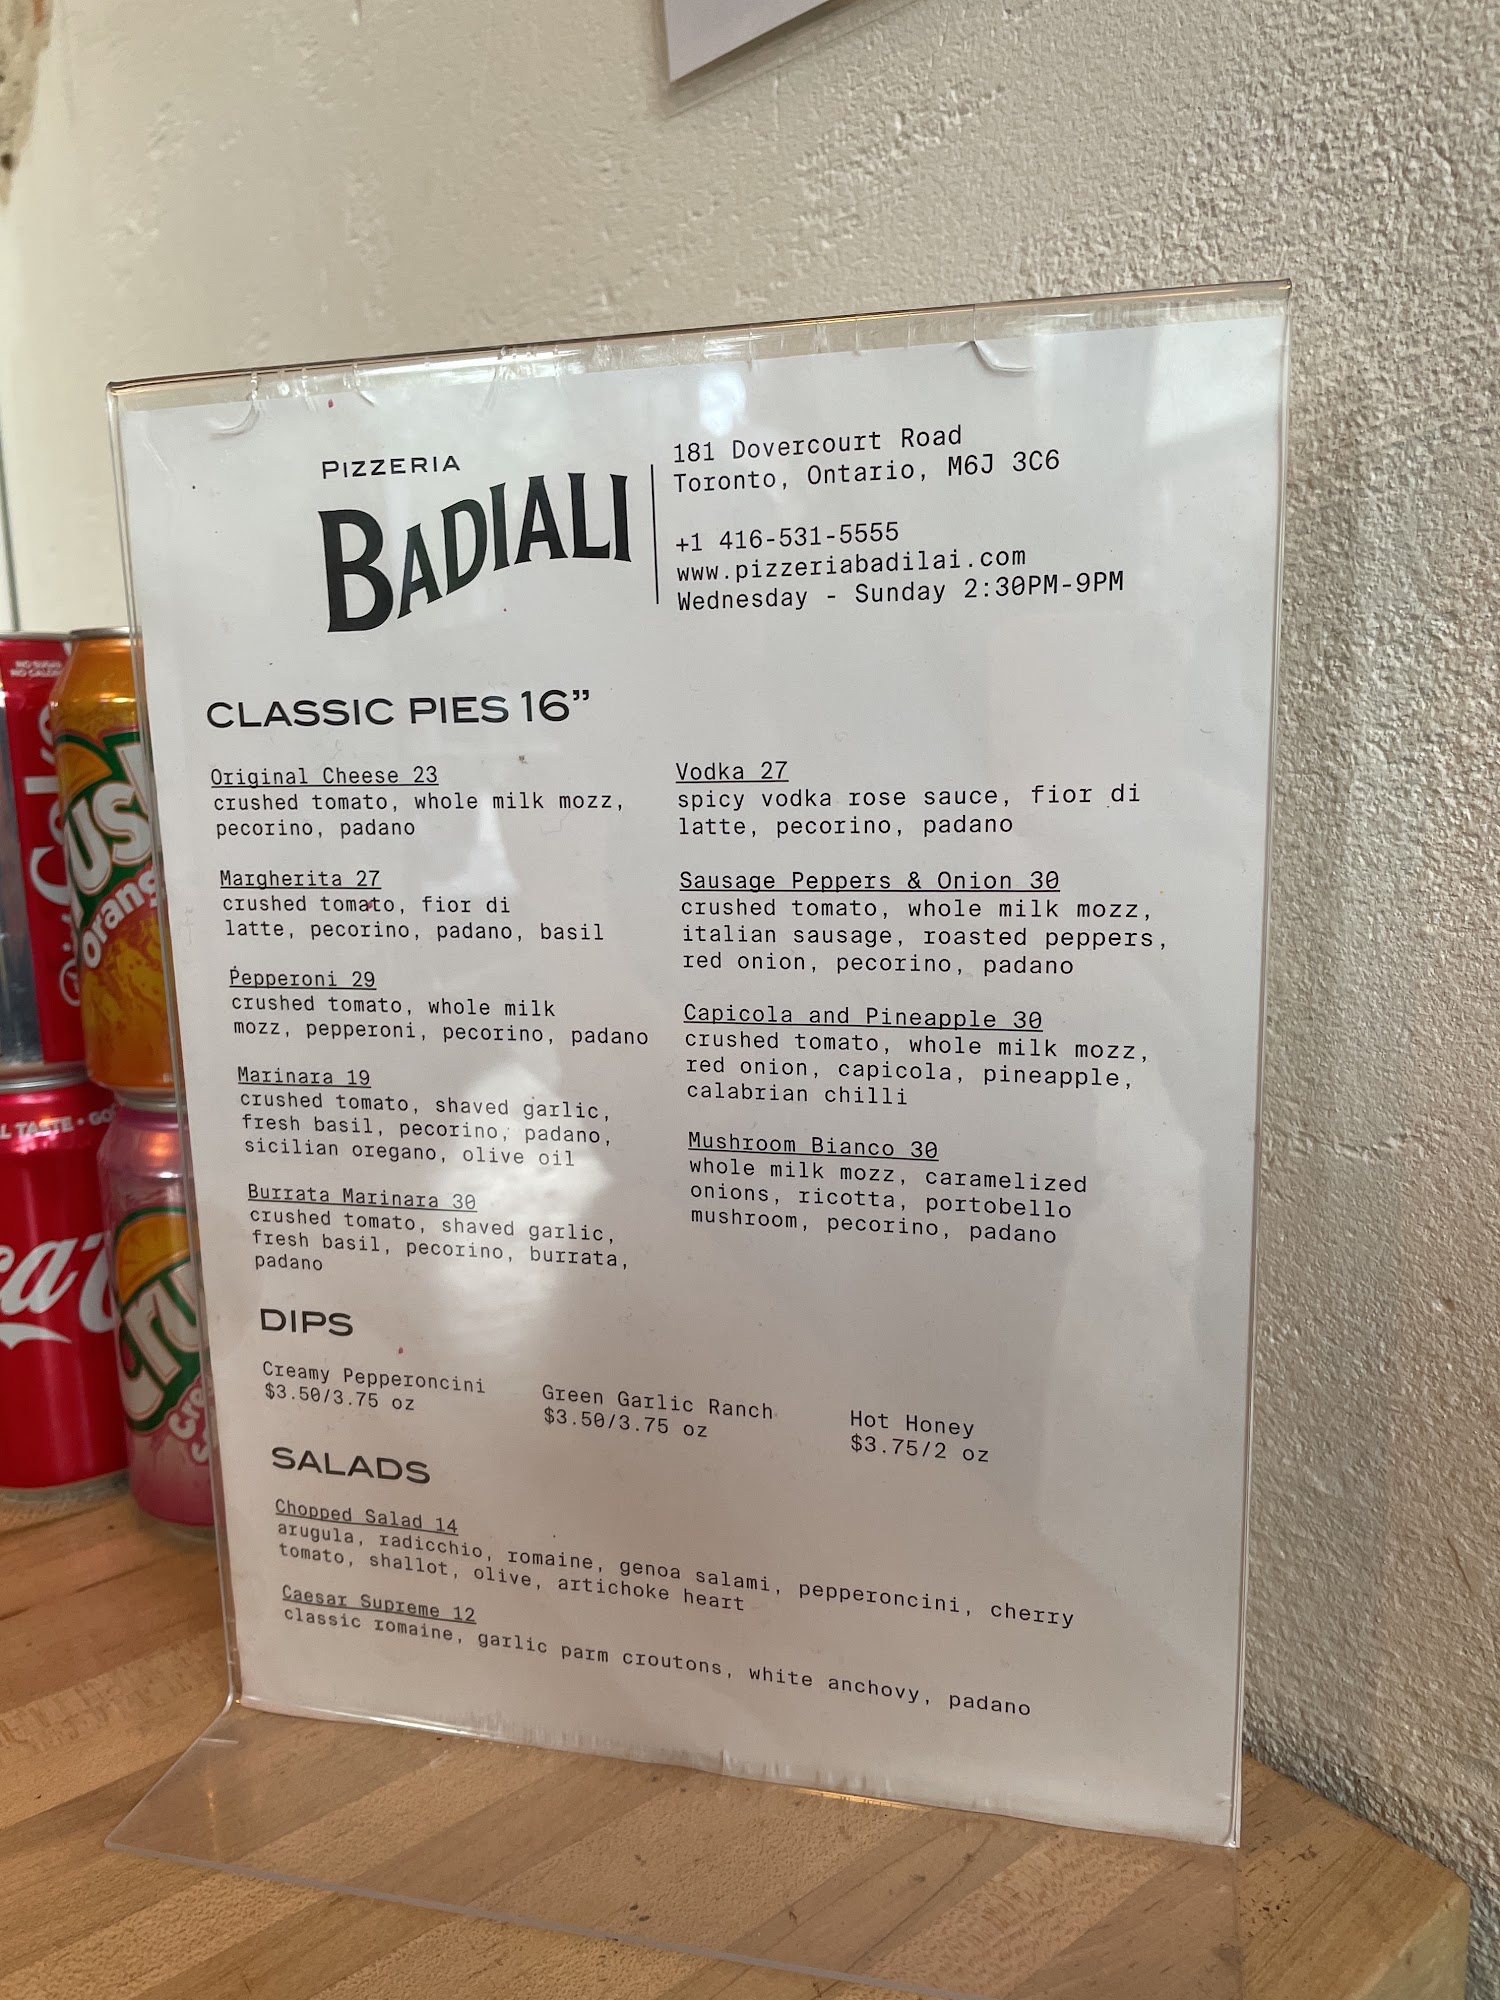 PIZZERIA
BADIALI
181 Dovercourt Road
Toronto, Ontario, M6J 3C6
+1 416-531-5555
www.pizzeriabadilai.com
Wednesday - Sunday 2:30PM-9PM
CLASSIC PIES 16”
Original Cheese 23
crushed tomato, whole milk mozz,
pecorino, padano
Margherita 27
crushed tomato, fior di
latte, pecorino, padano, basil
Pepperoni 29
crushed tomato, whole milk
mozz, pepperoni, pecorino, padano
Marinara 19
crushed tomato, shaved garlic,
fresh basil, pecorino, padano,
sicilian oregano, olive oil
Burrata Marinara 30
crushed tomato, shaved garlic,
fresh basil, pecorino, burrata,
padano
Vodka 27
spicy vodka rose sauce, fior di
latte, pecorino, padano
Sausage Peppers & Onion 30
crushed tomato, whole milk mozz,
italian sausage, roasted peppers,
red onion, pecorino, padano
Capicola and Pineapple 30
crushed tomato, whole milk mozz,
red onion, capicola, pineapple,
calabrian chilli
Mushroom Bianco 30
whole milk mozz, caramelized
onions, ricotta, portobello
mushroom, pecorino, padano
DIPS
Creamy Pepperoncini
$3.50/3.75 oz
Green Garlic Ranch
$3.50/3.75 oz
Hot Honey
$3.75/2 oz
SALADS
Chopped Salad 14
arugula, radicchio, romaine, genoa salami, pepperoncini, cherry
tomato, shallot, olive, artichoke heart
Caesar Supreme 12
classic romaine, garlic parm croutons, white anchovy, padano
NO
NO
TASTE